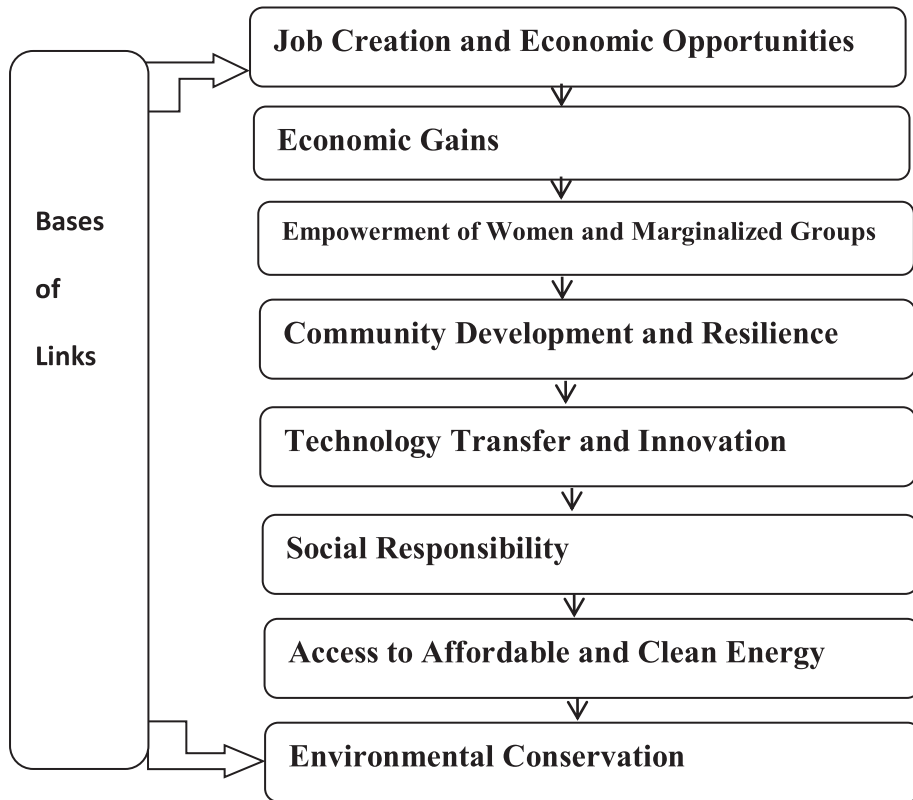 Job Creation and Economic Opportunities
Economic Gains
Empowerment of Women and Marginalized Groups
Community Development and Resilience
Technology Transfer and Innovation
Social Responsibility
Access to Affordable and Clean Energy
Environmental Conservation
Bases
of
Links